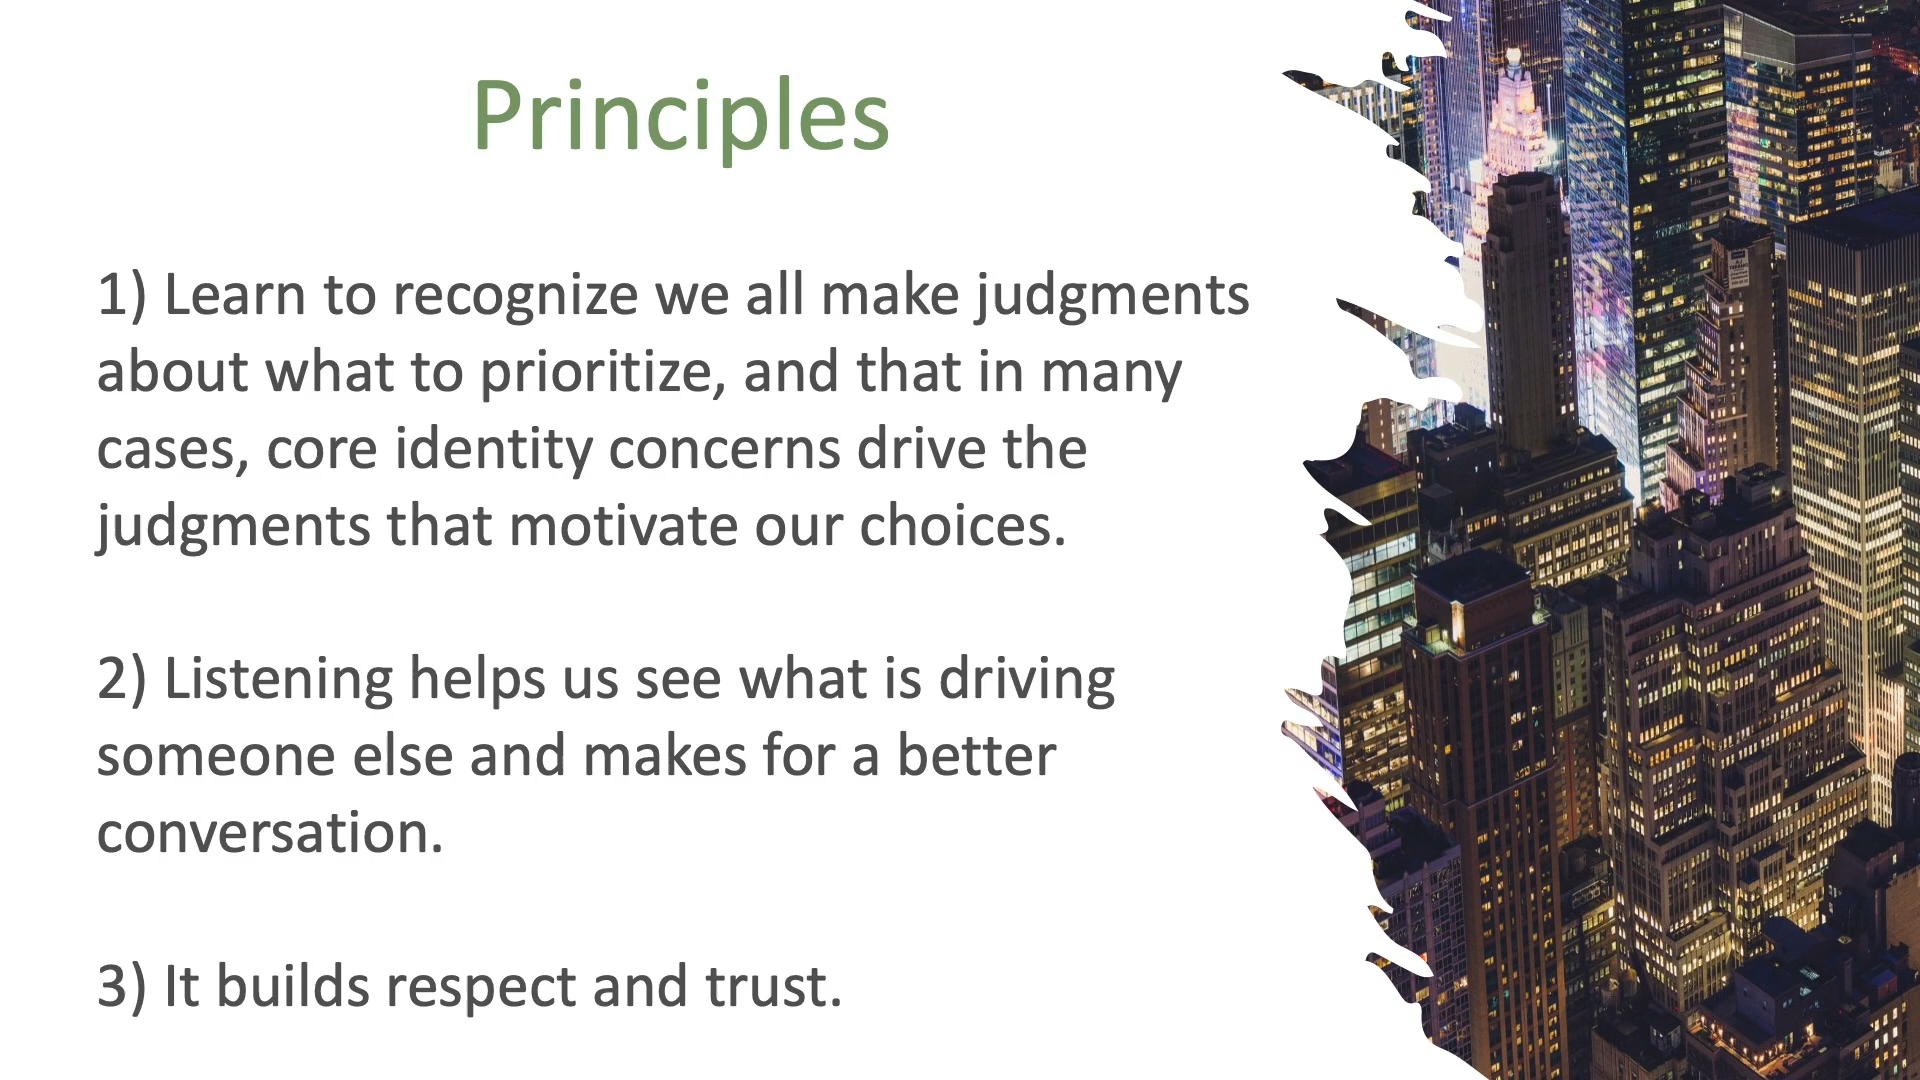 Principles
1) Learn to recognize we all make judgments
about what to prioritize, and that in many
cases, core identity concerns drive the
judgments that motivate our choices.
2) Listening helps us see what is driving
someone else and makes for a better
conversation.
3) It builds respect and trust.